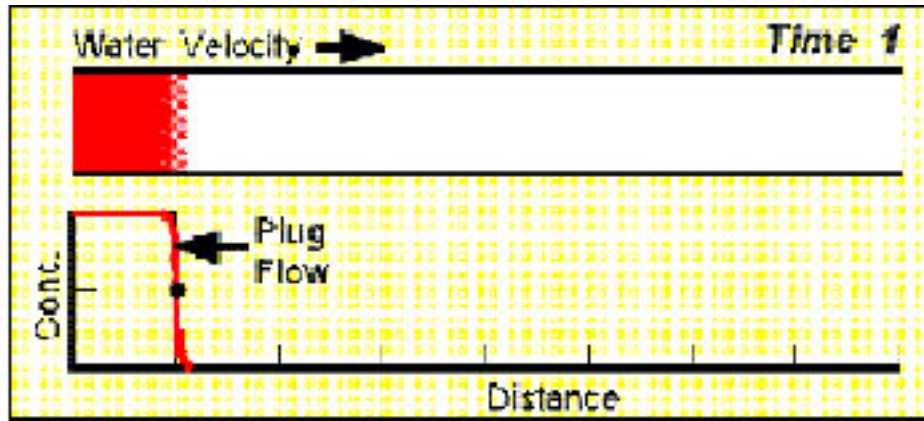 Water Velocity
Time 1
Plug
Flow
Cont.
Distance